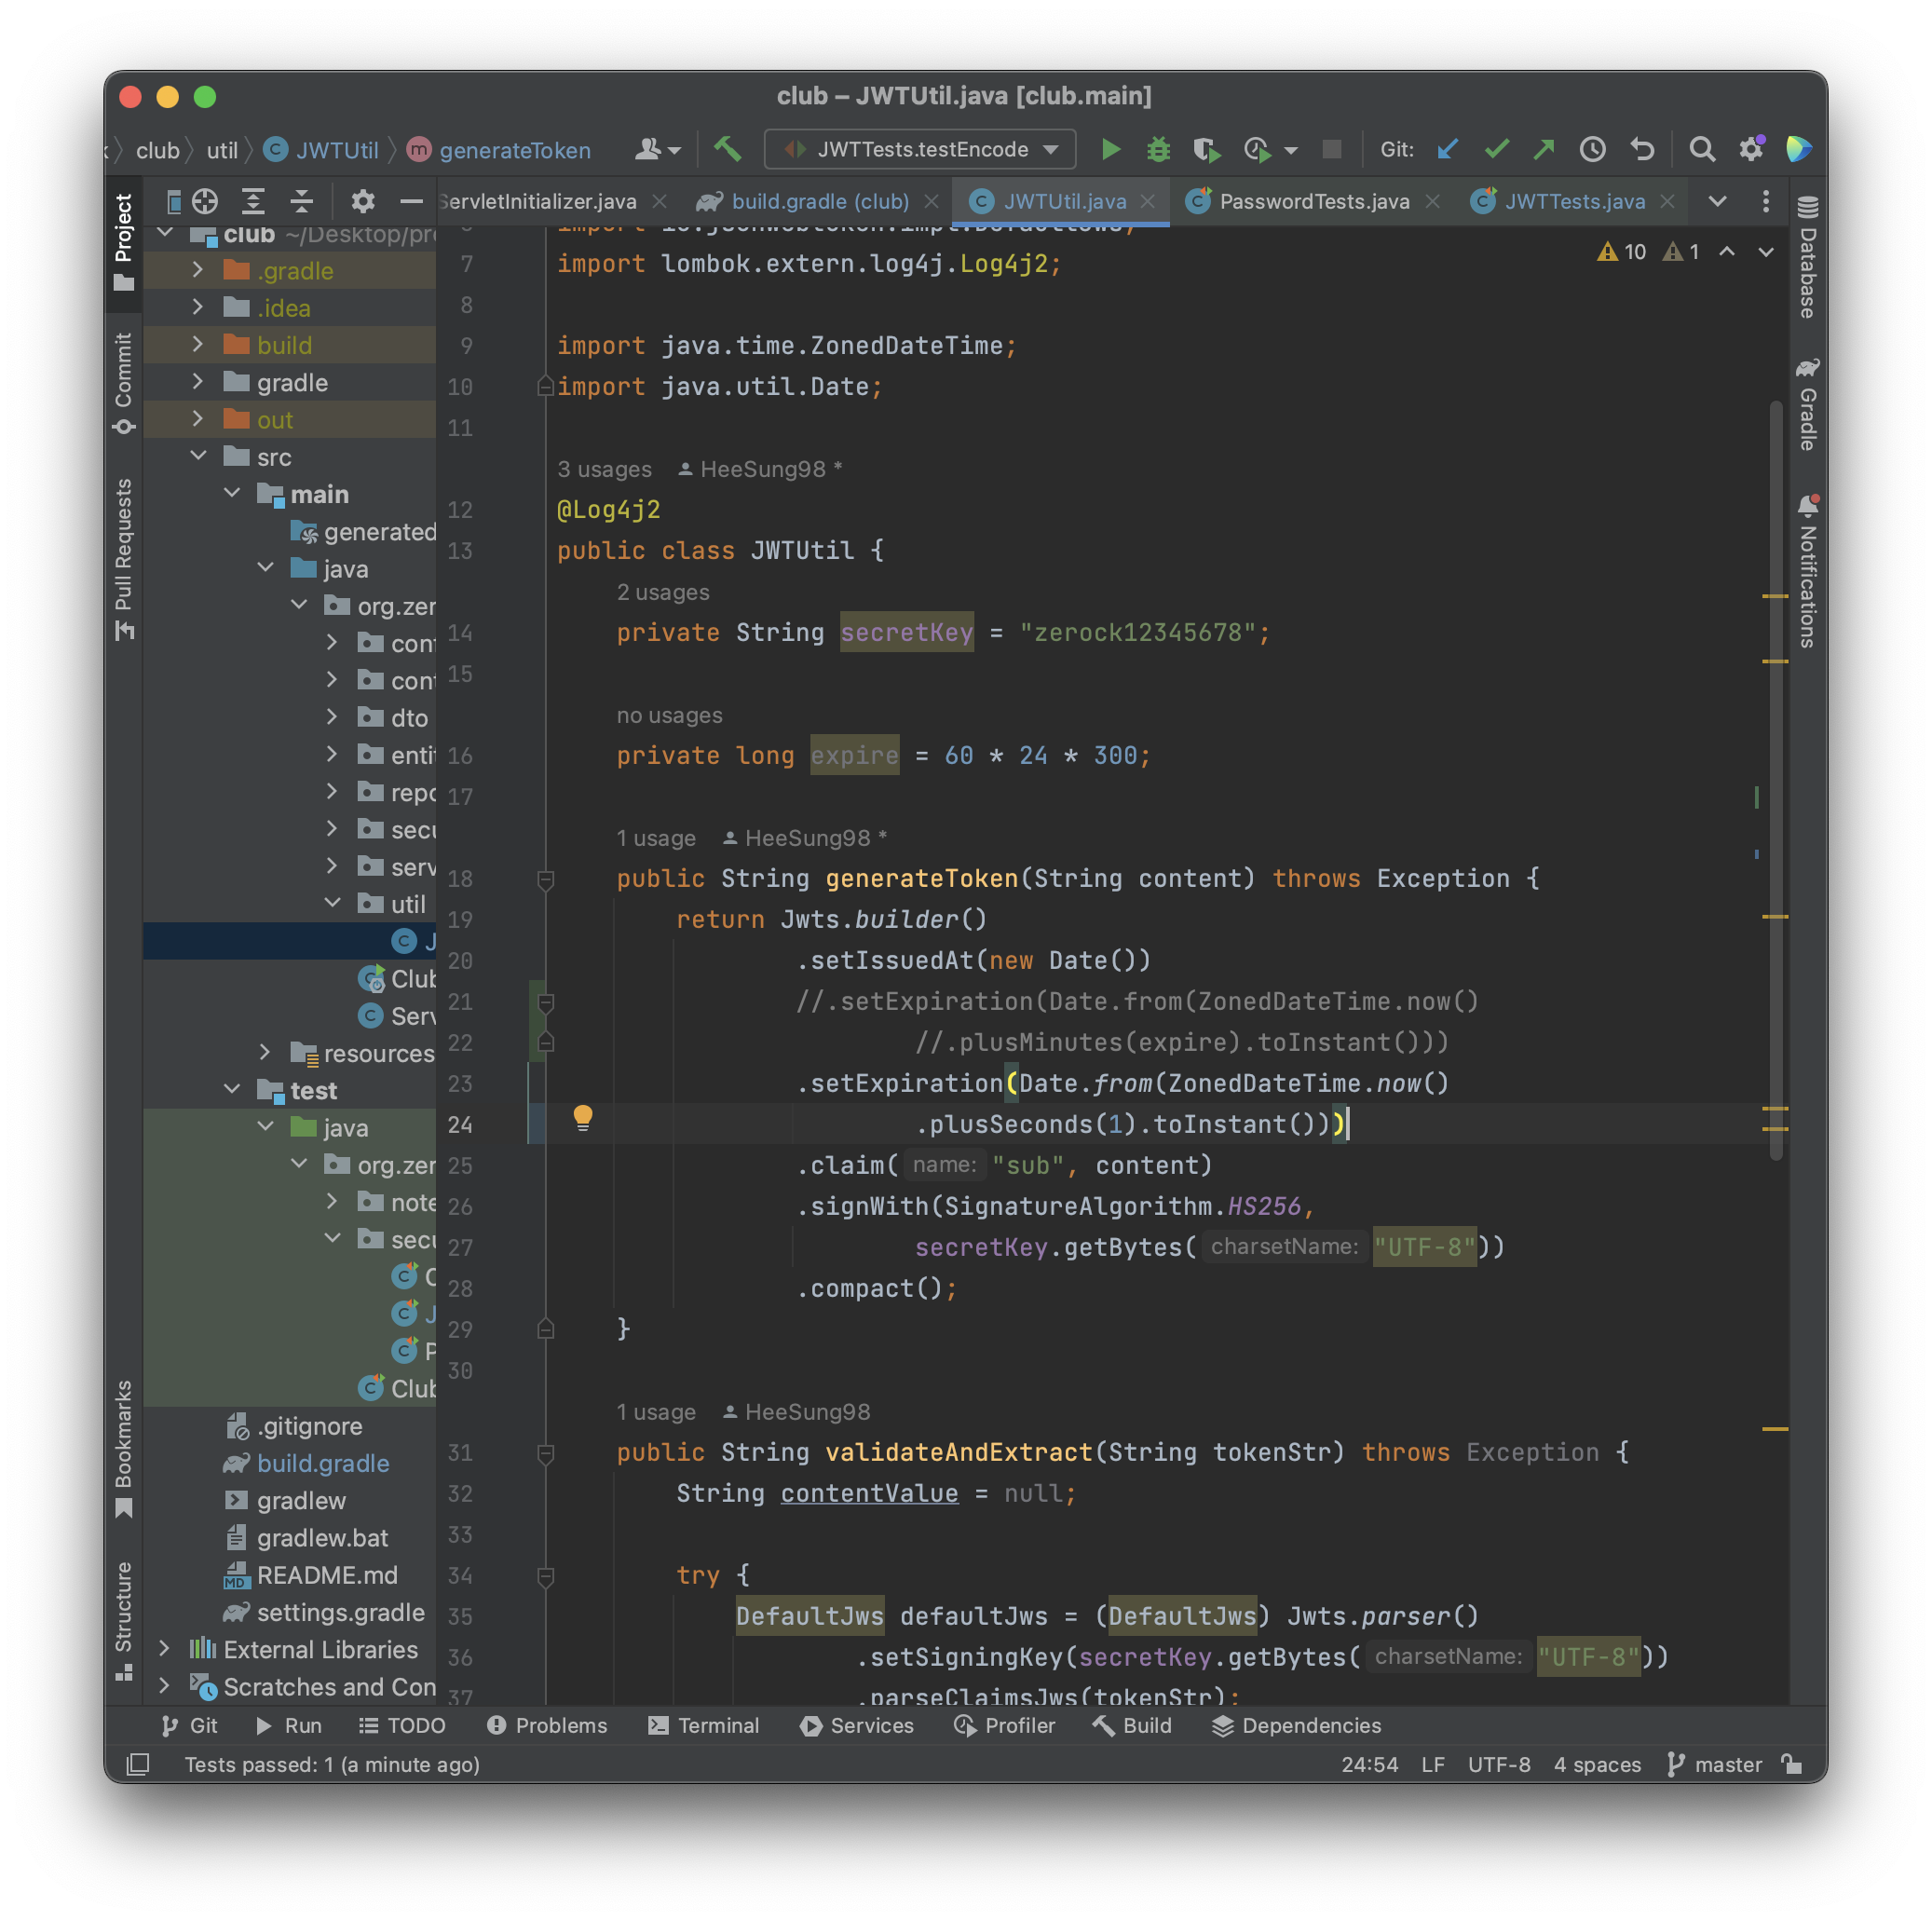 club – JWTUtil.java [club.main]
club util JWTUtil generateToken JWTTests.testEncode Git:
ServletInitializer.java build.gradle (club) JWTUtil.java PasswordTests.java JWTTests.java
Project
Commit
Pull Requests
Bookmarks
Structure
club ~/Desktop/pr
.gradle
.idea
build
gradle
out
src
main
generated
java
org.zer
con
con
dto
enti
repo
secu
serv
util
J
Club
Serv
resources
test
java
org.zer
note
secu
C
J
P
Club
.gitignore
build.gradle
gradlew
gradlew.bat
README.md
settings.gradle
External Libraries
Scratches and Con
10 1
7 import lombok.extern.log4j.Log4j2;
8
9 import java.time.ZonedDateTime;
10 import java.util.Date;
11
3 usages HeeSung98 *
12 @Log4j2
13 public class JWTUtil {
2 usages
14 private String secretKey = "zerock12345678";
15
no usages
16 private long expire = 60 * 24 * 300;
17
1 usage HeeSung98 *
18 public String generateToken(String content) throws Exception {
19 return Jwts.builder()
20 .setIssuedAt(new Date())
21 //.setExpiration(Date.from(ZonedDateTime.now()
22 //.plusMinutes(expire).toInstant()))
23 .setExpiration(Date.from(ZonedDateTime.now()
24 .plusSeconds(1).toInstant()))
25 .claim( name: "sub", content)
26 .signWith(SignatureAlgorithm.HS256,
27 secretKey.getBytes( charsetName: "UTF-8"))
28 .compact();
29 }
30
1 usage HeeSung98
31 public String validateAndExtract(String tokenStr) throws Exception {
32 String contentValue = null;
33
34 try {
35 DefaultJws defaultJws = (DefaultJws) Jwts.parser()
36 .setSigningKey(secretKey.getBytes( charsetName: "UTF-8"))
37 .parseClaimsJws(tokenStr);
Database
Gradle
Notifications
Git Run TODO Problems Terminal Services Profiler Build Dependencies
Tests passed: 1 (a minute ago) 24:54 LF UTF-8 4 spaces master